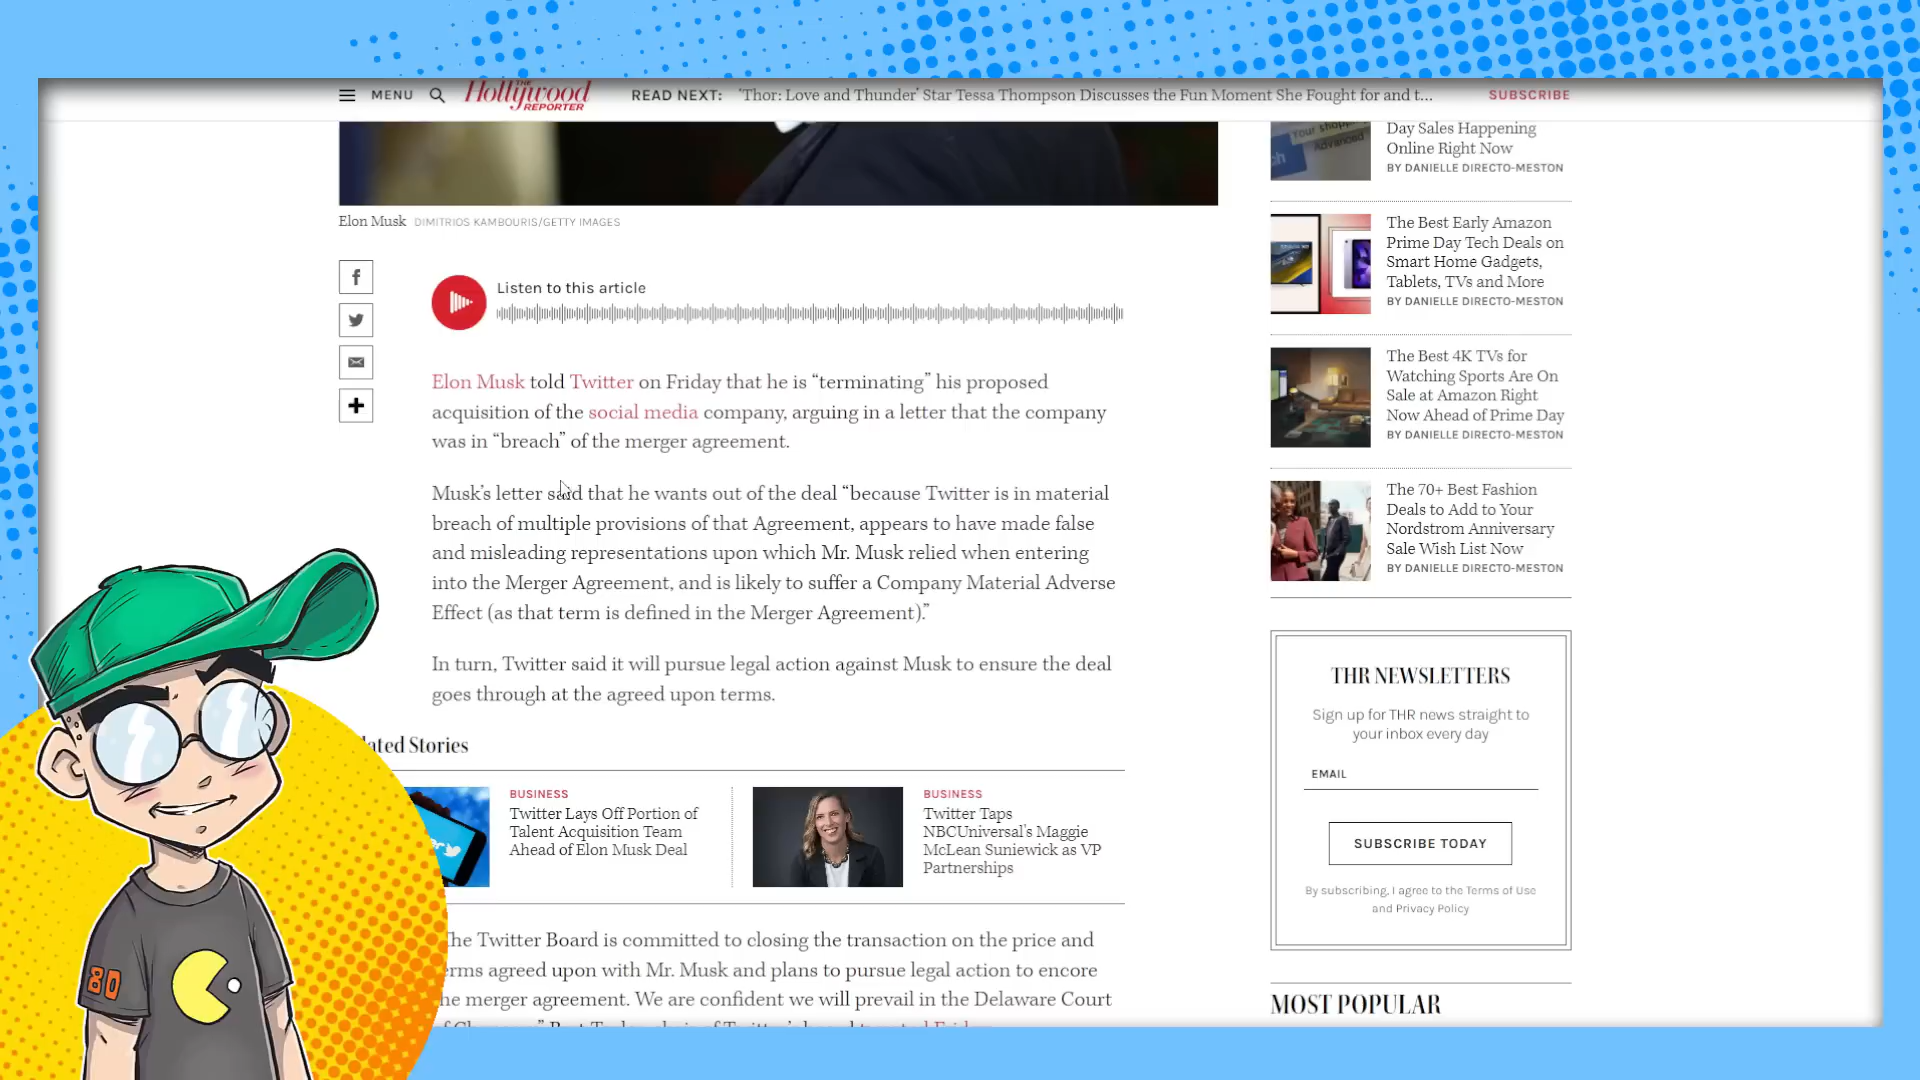 MENU
THE
Hollywood
REPORTER
READ NEXT: 'Thor: Love and Thunder' Star Tessa Thompson Discusses the Fun Moment She Fought for and t...
SUBSCRIBE
Elon Musk DIMITRIOS KAMBOURIS/GETTY IMAGES
Listen to this article
Elon Musk told Twitter on Friday that he is “terminating” his proposed
acquisition of the social media company, arguing in a letter that the company
was in “breach” of the merger agreement.
Musk’s letter said that he wants out of the deal “because Twitter is in material
breach of multiple provisions of that Agreement, appears to have made false
and misleading representations upon which Mr. Musk relied when entering
into the Merger Agreement, and is likely to suffer a Company Material Adverse
Effect (as that term is defined in the Merger Agreement).”
In turn, Twitter said it will pursue legal action against Musk to ensure the deal
goes through at the agreed upon terms.
ated Stories
BUSINESS
Twitter Lays Off Portion of
Talent Acquisition Team
Ahead of Elon Musk Deal
BUSINESS
Twitter Taps
NBCUniversal's Maggie
McLean Suniewick as VP
Partnerships
he Twitter Board is committed to closing the transaction on the price and
rms agreed upon with Mr. Musk and plans to pursue legal action to encore
he merger agreement. We are confident we will prevail in the Delaware Court
Your shopp
Advanced
Day Sales Happening
Online Right Now
BY DANIELLE DIRECTO-MESTON
The Best Early Amazon
Prime Day Tech Deals on
Smart Home Gadgets,
Tablets, TVs and More
BY DANIELLE DIRECTO-MESTON
The Best 4K TVs for
Watching Sports Are On
Sale at Amazon Right
Now Ahead of Prime Day
BY DANIELLE DIRECTO-MESTON
The 70+ Best Fashion
Deals to Add to Your
Nordstrom Anniversary
Sale Wish List Now
BY DANIELLE DIRECTO-MESTON
THR NEWSLETTERS
Sign up for THR news straight to
your inbox every day
EMAIL
SUBSCRIBE TODAY
By subscribing, I agree to the Terms of Use
and Privacy Policy
MOST POPULAR
80